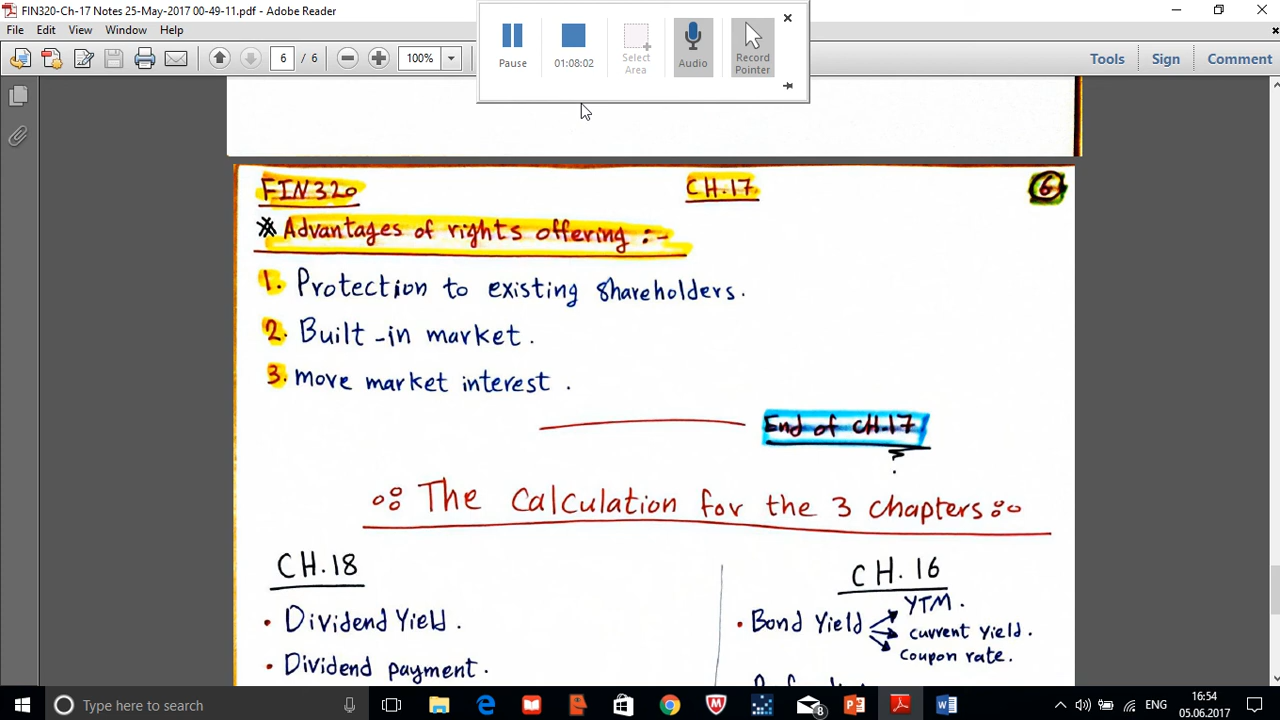 FIN320-Ch-17 Notes 25-May-2017 00-49-11.pdf - Adobe Reader
File Edit View Window Help
6 / 6 100% Tools Sign Comment
Pause 01:08:02 Select Area Audio Record Pointer
FIN320 CH.17 6
* Advantages of rights offering :-
1. Protection to existing shareholders.
2. Built-in market.
3. Move market interest.
End of CH.17
The Calculation for the 3 chapters
CH.18
• Dividend Yield.
• Dividend payment.
CH.16
• Bond Yield
YTM.
current yield.
coupon rate.
Type here to search
8
ENG
16:54
05.06.2017